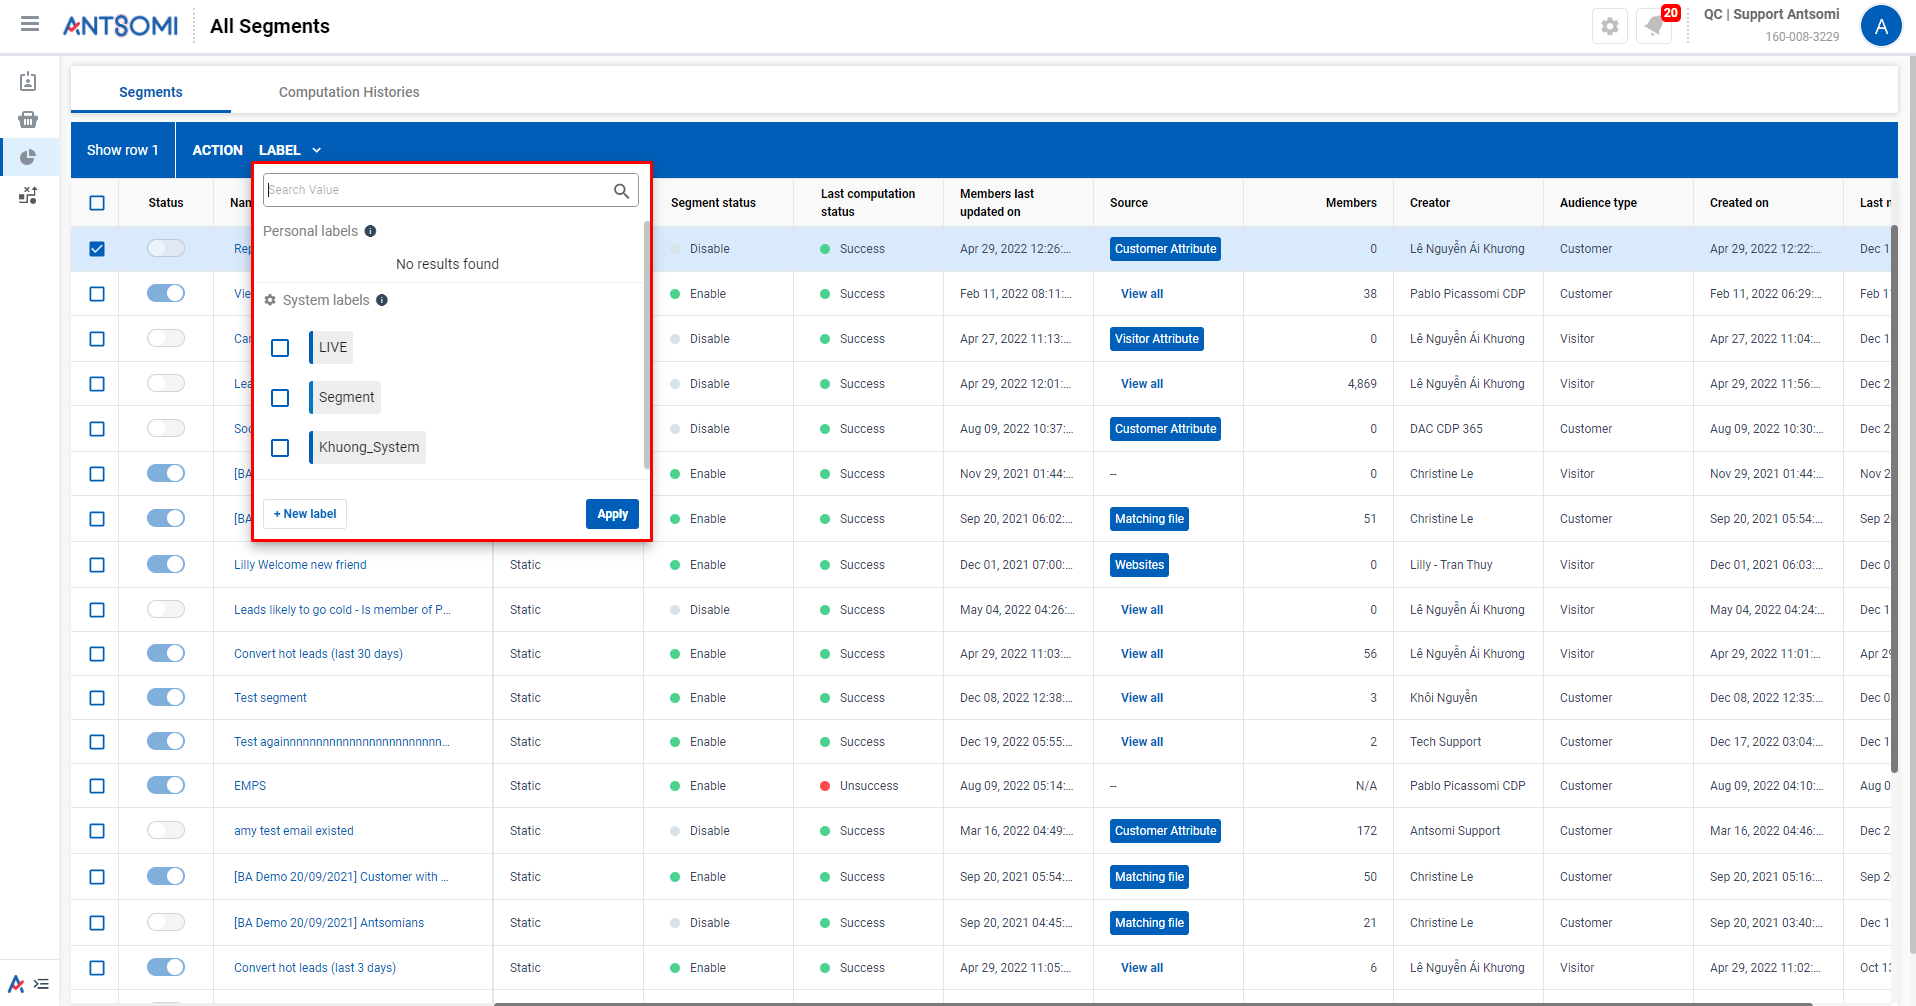 ANTSOMI
All Segments
20
QC | Support Antsomi
160-008-3229
A
Segments
Computation Histories
Show row 1
ACTION
LABEL
Search Value
Personal labels
No results found
System labels
LIVE
Segment
Khuong_System
+ New label
Apply
Status Nan Segment status Last computation status Members last updated on Source Members Creator Audience type Created on Last n
Rep Disable Success Apr 29, 2022 12:26:... Customer Attribute 0 Lê Nguyễn Ái Khương Customer Apr 29, 2022 12:22:... Dec 1
Vie Enable Success Feb 11, 2022 08:11:... View all 38 Pablo Picassomi CDP Customer Feb 11, 2022 06:29:... Feb 1
Car Disable Success Apr 27, 2022 11:13:... Visitor Attribute 0 Lê Nguyễn Ái Khương Visitor Apr 27, 2022 11:04:... Dec 1
Lea Disable Success Apr 29, 2022 12:01:... View all 4,869 Lê Nguyễn Ái Khương Visitor Apr 29, 2022 11:56:... Dec 2
Soc Disable Success Aug 09, 2022 10:37:... Customer Attribute 0 DAC CDP 365 Customer Aug 09, 2022 10:30:... Dec 2
[BA Enable Success Nov 29, 2021 01:44:... -- 0 Christine Le Visitor Nov 29, 2021 01:44:... Nov 2
[BA Enable Success Sep 20, 2021 06:02:... Matching file 51 Christine Le Customer Sep 20, 2021 05:54:... Sep 2
Lilly Welcome new friend Static Enable Success Dec 01, 2021 07:00:... Websites 0 Lilly - Tran Thuy Visitor Dec 01, 2021 06:03:... Dec 0
Leads likely to go cold - Is member of P... Static Disable Success May 04, 2022 04:26:... View all 0 Lê Nguyễn Ái Khương Visitor May 04, 2022 04:24:... Dec 1
Convert hot leads (last 30 days) Static Enable Success Apr 29, 2022 11:03:... View all 56 Lê Nguyễn Ái Khương Visitor Apr 29, 2022 11:01:... Apr 29
Test segment Static Enable Success Dec 08, 2022 12:38:... View all 3 Khôi Nguyễn Customer Dec 08, 2022 12:35:... Dec 0
Test againnnnnnnnnnnnnnnnnnnnnnnnn... Static Enable Success Dec 19, 2022 05:55:... View all 2 Tech Support Customer Dec 17, 2022 03:04:... Dec 1
EMPS Static Enable Unsuccess Aug 09, 2022 05:14:... -- N/A Pablo Picassomi CDP Customer Aug 09, 2022 04:10:... Aug 0
amy test email existed Static Disable Success Mar 16, 2022 04:49:... Customer Attribute 172 Antsomi Support Customer Mar 16, 2022 04:46:... Dec 2
[BA Demo 20/09/2021] Customer with ... Static Enable Success Sep 20, 2021 05:54:... Matching file 50 Christine Le Customer Sep 20, 2021 05:16:... Sep 2
[BA Demo 20/09/2021] Antsomians Static Disable Success Sep 20, 2021 04:45:... Matching file 21 Christine Le Customer Sep 20, 2021 03:40:... Dec 1
Convert hot leads (last 3 days) Static Enable Success Apr 29, 2022 11:05:... View all 6 Lê Nguyễn Ái Khương Visitor Apr 29, 2022 11:02:... Oct 13